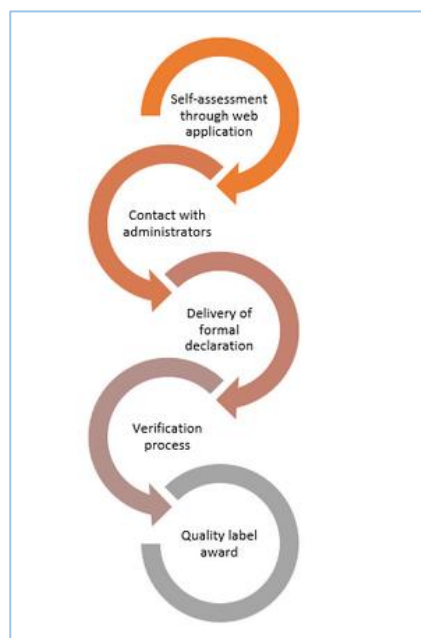 Self-assessment
through web
application
Contact with
administrators
Delivery of
formal
declaration
Verification
process
Quality label
award